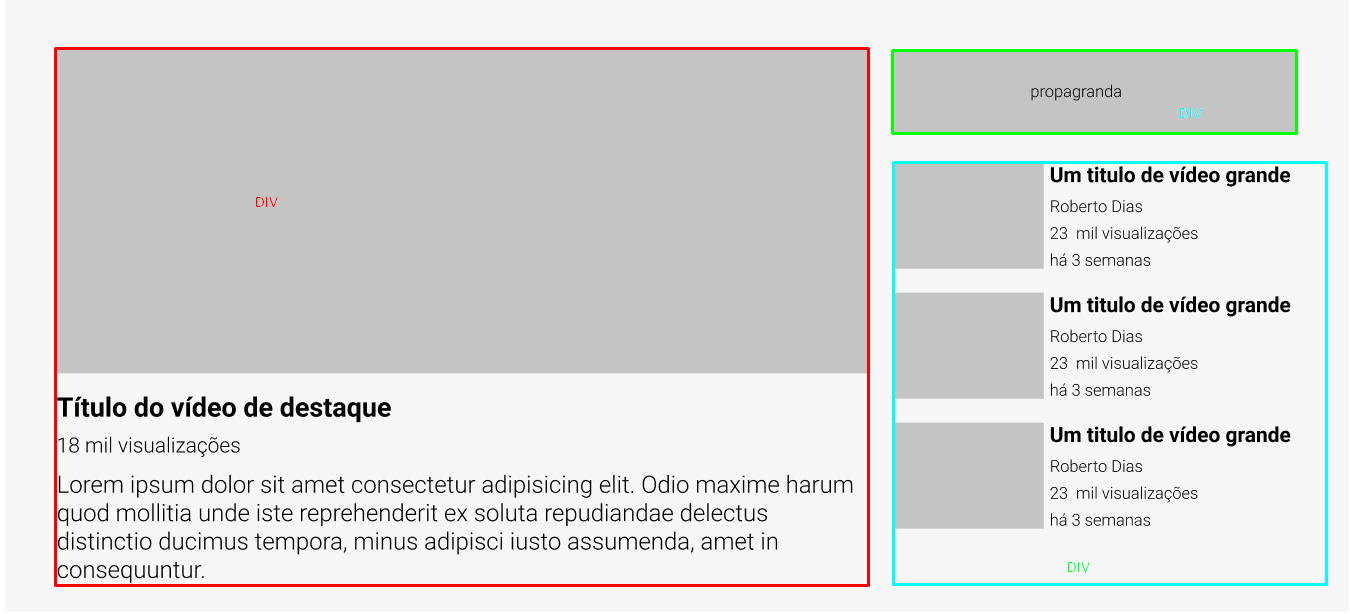 DIV
Título do vídeo de destaque
18 mil visualizações
Lorem ipsum dolor sit amet consectetur adipisicing elit. Odio maxime harum
quod mollitia unde iste reprehenderit ex soluta repudiandae delectus
distinctio ducimus tempora, minus adipisci iusto assumenda, amet in
consequuntur.
propagranda
DIV
Um titulo de vídeo grande
Roberto Dias
23 mil visualizações
há 3 semanas
Um titulo de vídeo grande
Roberto Dias
23 mil visualizações
há 3 semanas
Um titulo de vídeo grande
Roberto Dias
23 mil visualizações
há 3 semanas
DIV